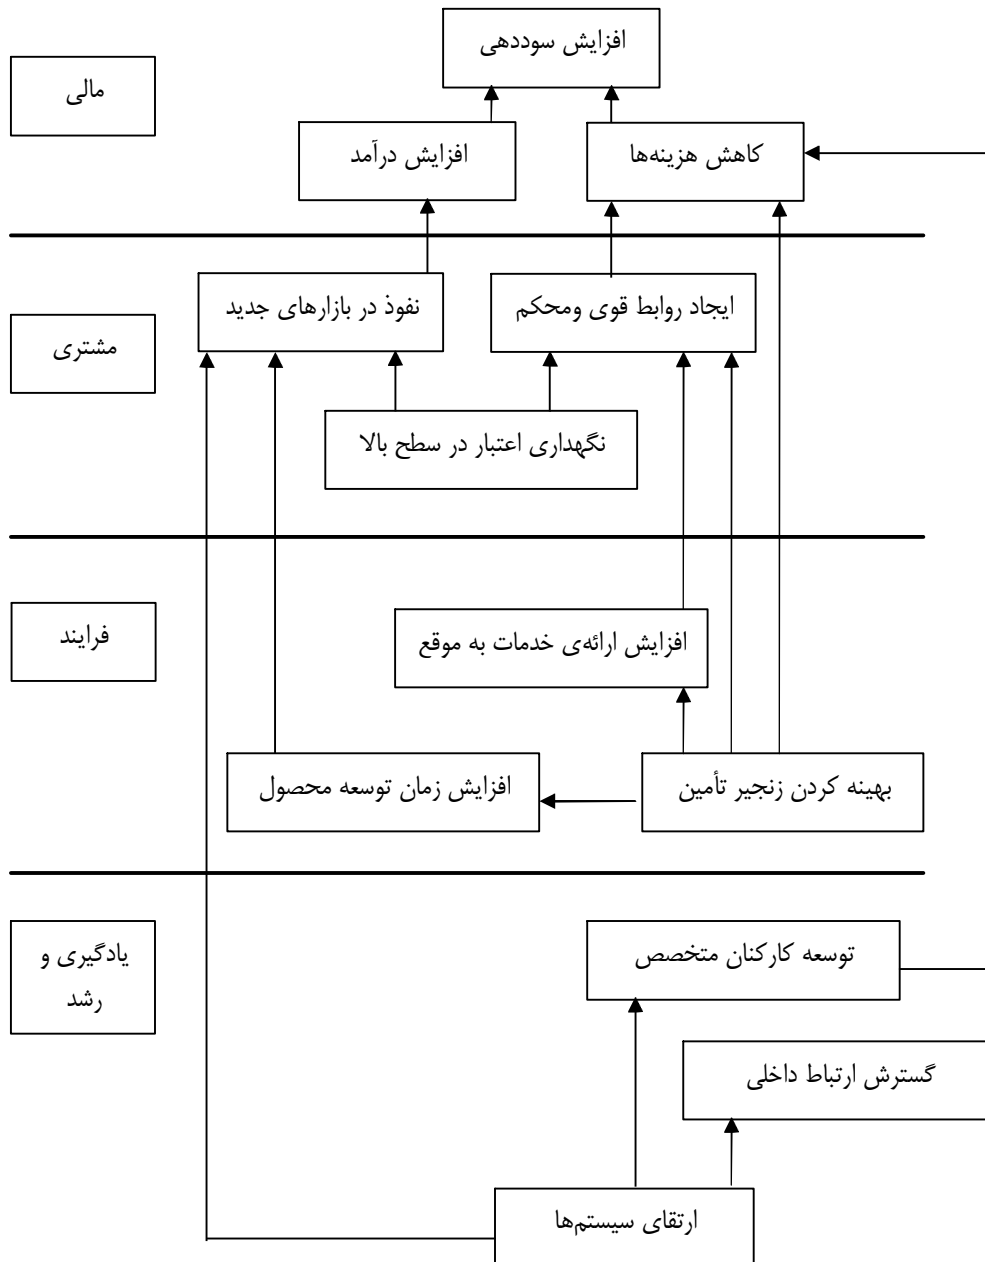 افزایش سوددهی
مالی
افزایش درآمد
کاهش هزینه‌ها
ایجاد روابط قوی ومحکم
نفوذ در بازارهای جدید
مشتری
نگهداری اعتبار در سطح بالا
فرایند
افزایش ارائه‌ی خدمات به موقع
بهینه کردن زنجیر تأمین
افزایش زمان توسعه محصول
یادگیری و
رشد
توسعه کارکنان متخصص
گسترش ارتباط داخلی
ارتقای سیستم‌ها